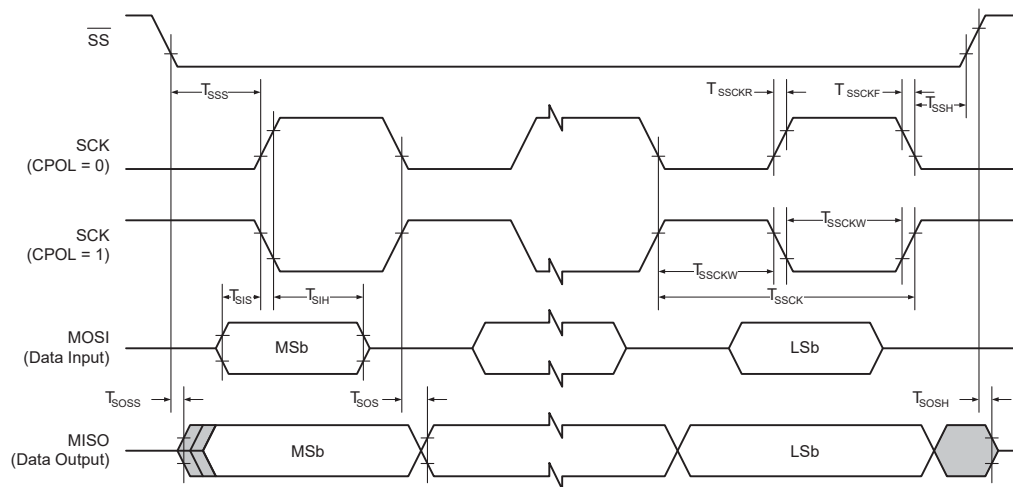 SS
TSSS
TSSCKR
TSSCKF
TSSH
SCK
(CPOL = 0)
SCK
(CPOL = 1)
TSSCKW
TSSCKW
TSSCK
TSIS
TSIH
MOSI
(Data Input)
MSb
LSb
TSOSS
TSOS
TSOSH
MISO
(Data Output)
MSb
LSb